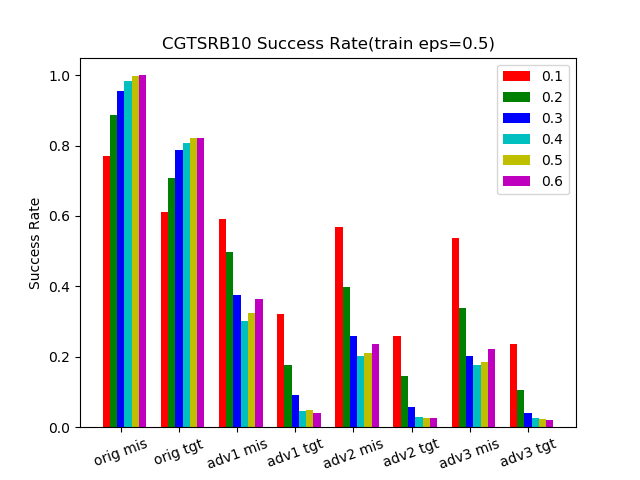 CGTSRB10 Success Rate(train eps=0.5)
1.0
0.8
0.6
0.4
0.2
0.0
Success Rate
0.1
0.2
0.3
0.4
0.5
0.6
orig mis
orig tgt
adv1 mis
adv1 tgt
adv2 mis
adv2 tgt
adv3 mis
adv3 tgt